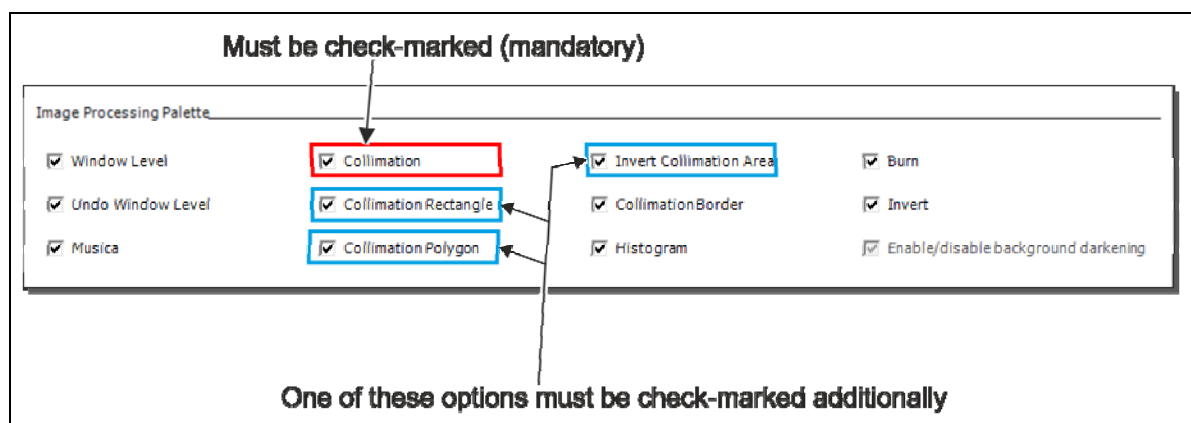 Must be check-marked (mandatory)
Image Processing Palette
Window Level
Collimation
Invert Collimation Area
Burn
Undo Window Level
Collimation Rectangle
Collimation Border
Invert
Musica
Collimation Polygon
Histogram
Enable/disable background darkening
One of these options must be check-marked additionally